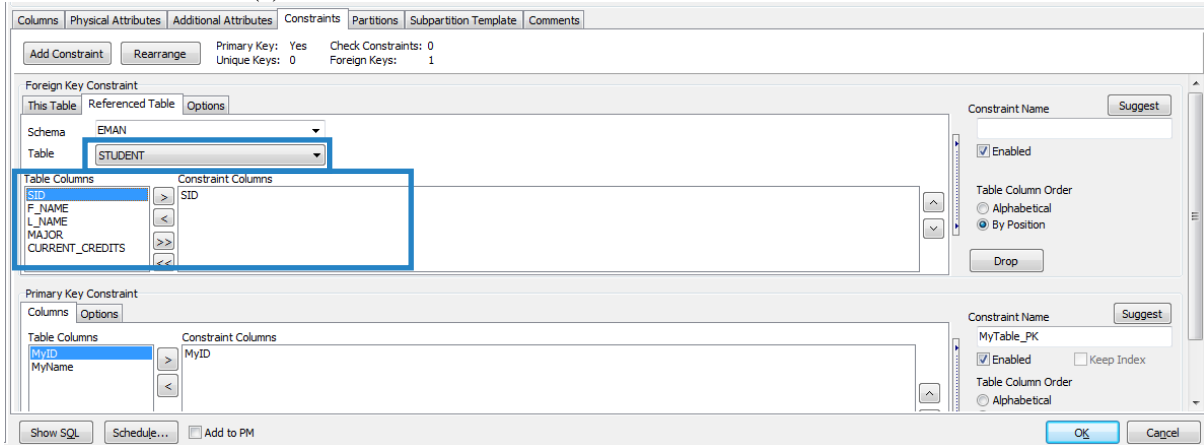 Columns Physical Attributes Additional Attributes Constraints Partitions Subpartition Template Comments
Add Constraint Rearrange Primary Key: Yes Check Constraints: 0
Unique Keys: 0 Foreign Keys: 1
Foreign Key Constraint
This Table Referenced Table Options
Constraint Name Suggest
Schema EMAN
Table STUDENT
Enabled
Table Columns Constraint Columns
SID > SID
F_NAME
L_NAME <
MAJOR
CURRENT_CREDITS >>
<<
Table Column Order
Alphabetical
By Position
Drop
Primary Key Constraint
Columns Options
Constraint Name Suggest
MyTable_PK
Table Columns Constraint Columns
MyID > MyID
MyName
<
Enabled Keep Index
Table Column Order
Alphabetical
Show SQL Schedule... Add to PM OK Cancel